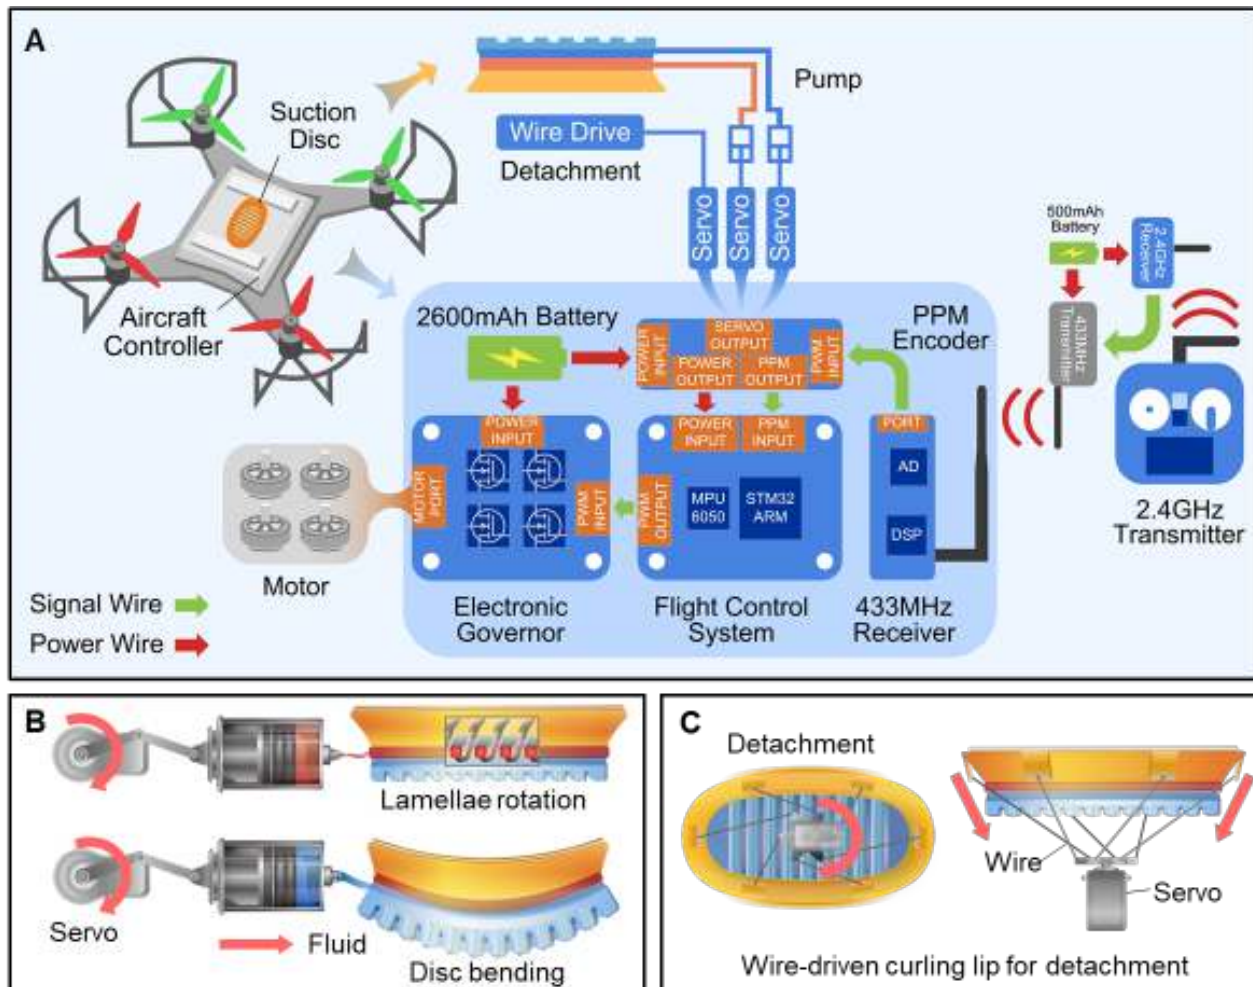 A
Suction
Disc
Aircraft
Controller
Pump
Wire Drive
Detachment
Servo
Servo
Servo
500mAh
Battery
2.4GHz
Receiver
433MHz
Transmitter
2.4GHz
Transmitter
2600mAh Battery
PPM
Encoder
POWER
INPUT
SERVO
OUTPUT
POWER
OUTPUT
PPM
OUTPUT
PWM
INPUT
POWER
INPUT
MOTOR
PORT
PWM
INPUT
PWM
OUTPUT
POWER
INPUT
PPM
INPUT
MPU
6050
STM32
ARM
PORT
AD
DSP
Motor
Electronic
Governor
Flight Control
System
433MHz
Receiver
Signal Wire
Power Wire
B
Lamellae rotation
Servo
Fluid
Disc bending
C
Detachment
Wire
Servo
Wire-driven curling lip for detachment